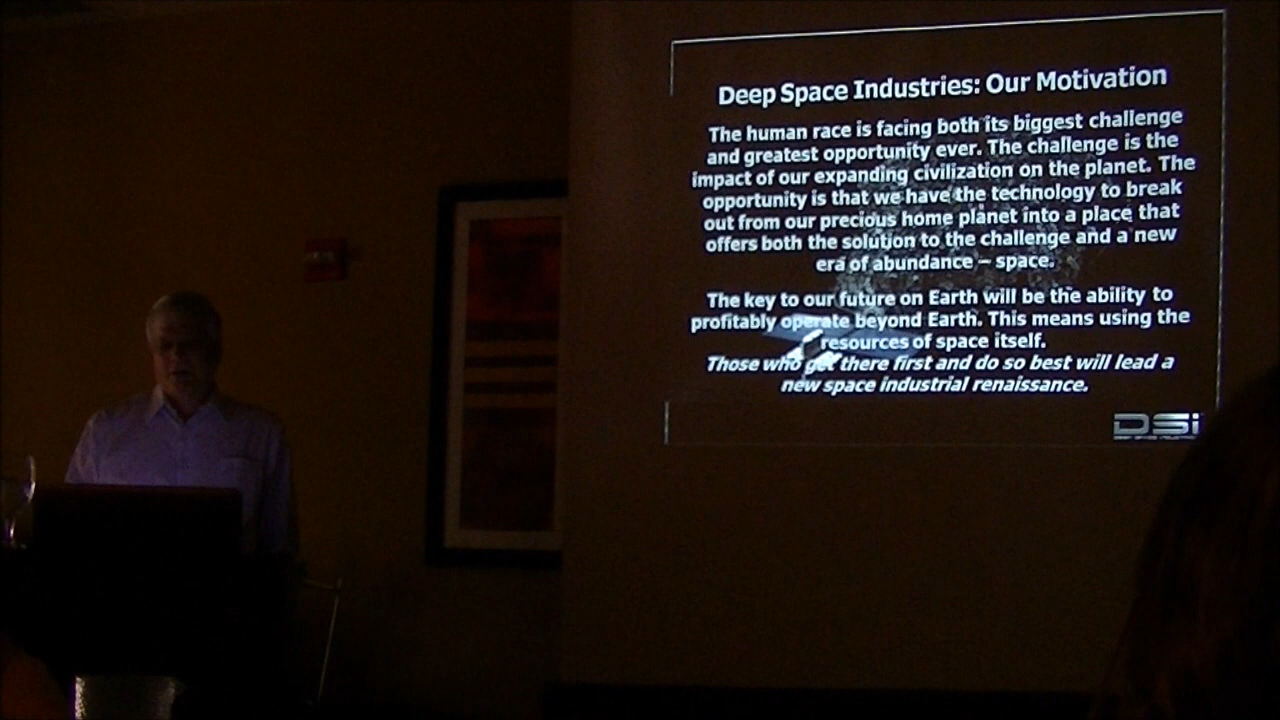 Deep Space Industries: Our Motivation
The human race is facing both its biggest challenge
and greatest opportunity ever. The challenge is the
impact of our expanding civilization on the planet. The
opportunity is that we have the technology to break
out from our precious home planet into a place that
offers both the solution to the challenge and a new
era of abundance – space.
The key to our future on Earth will be the ability to
profitably operate beyond Earth. This means using the
resources of space itself.
Those who get there first and do so best will lead a
new space industrial renaissance.
DSi